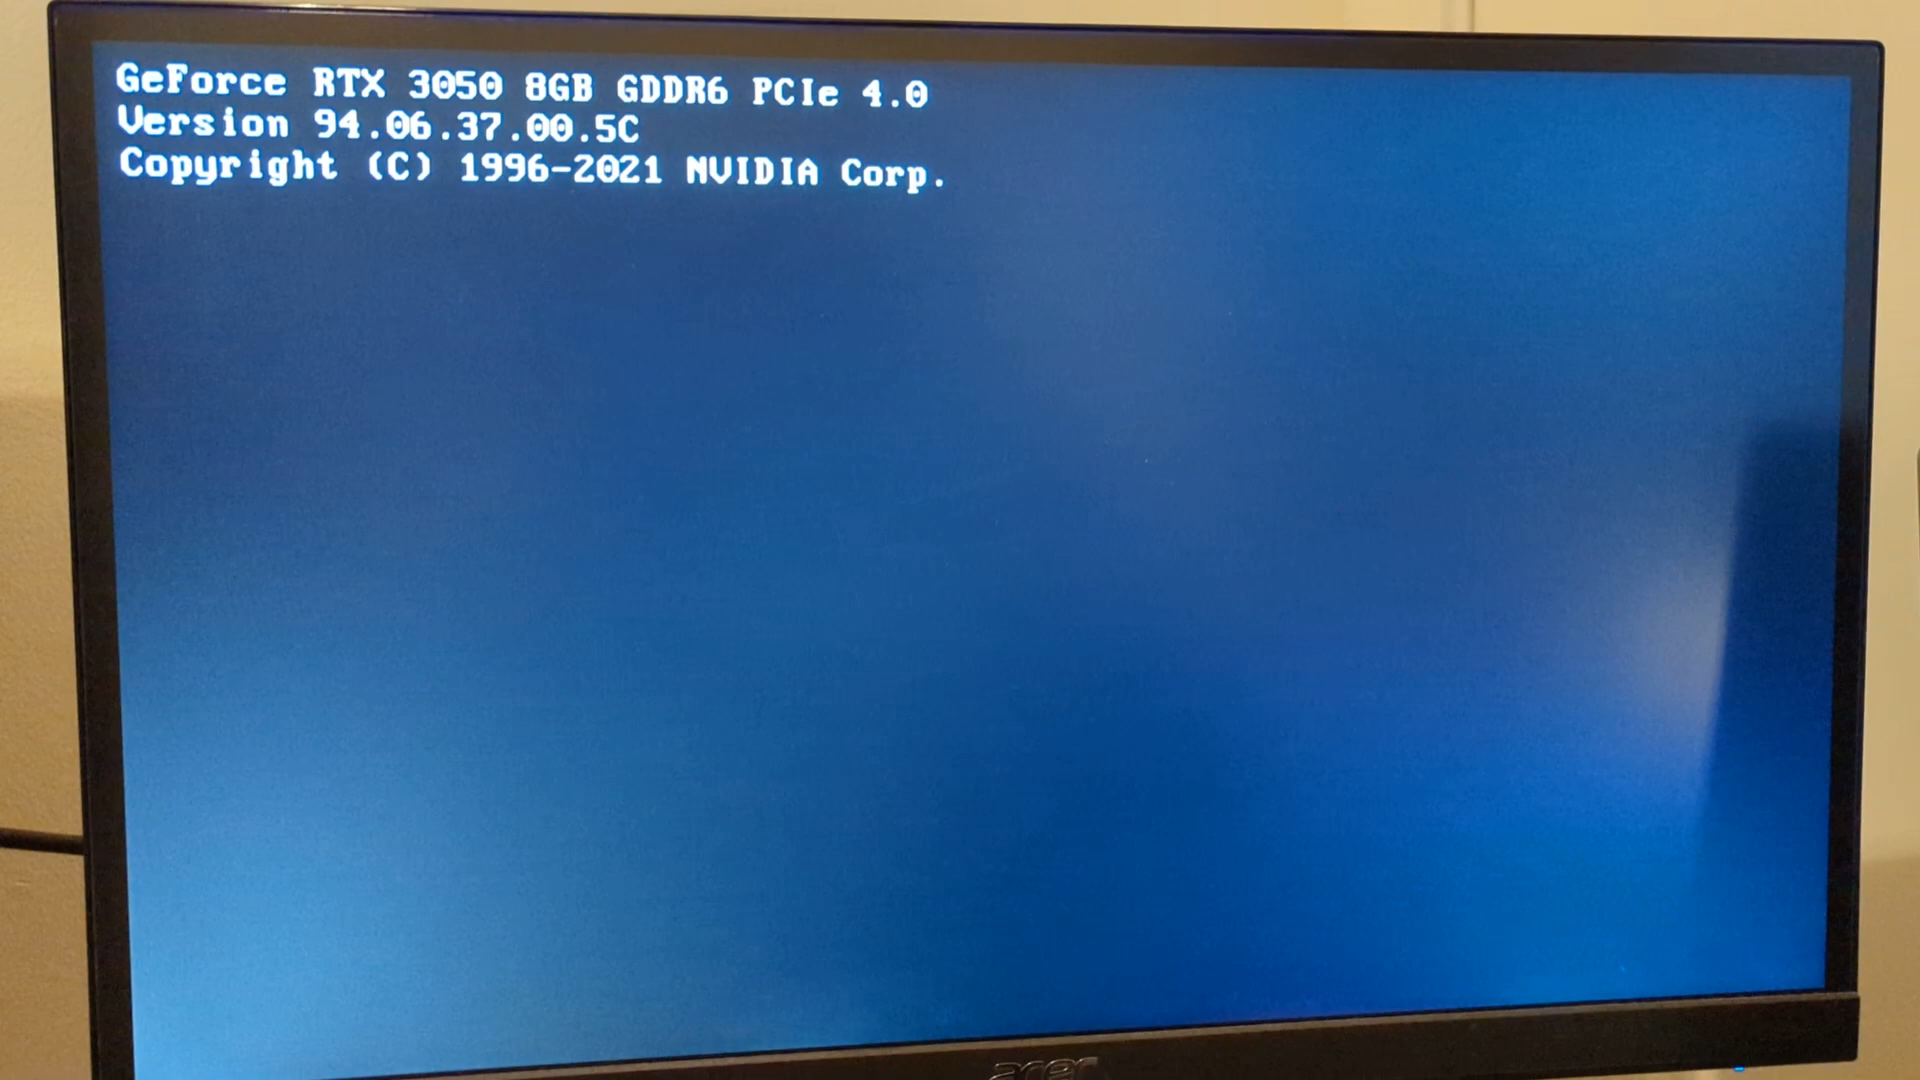 GeForce RTX 3050 8GB GDDR6 PCIe 4.0
Version 94.06.37.00.5C
Copyright (C) 1996-2021 NVIDIA Corp.
acer